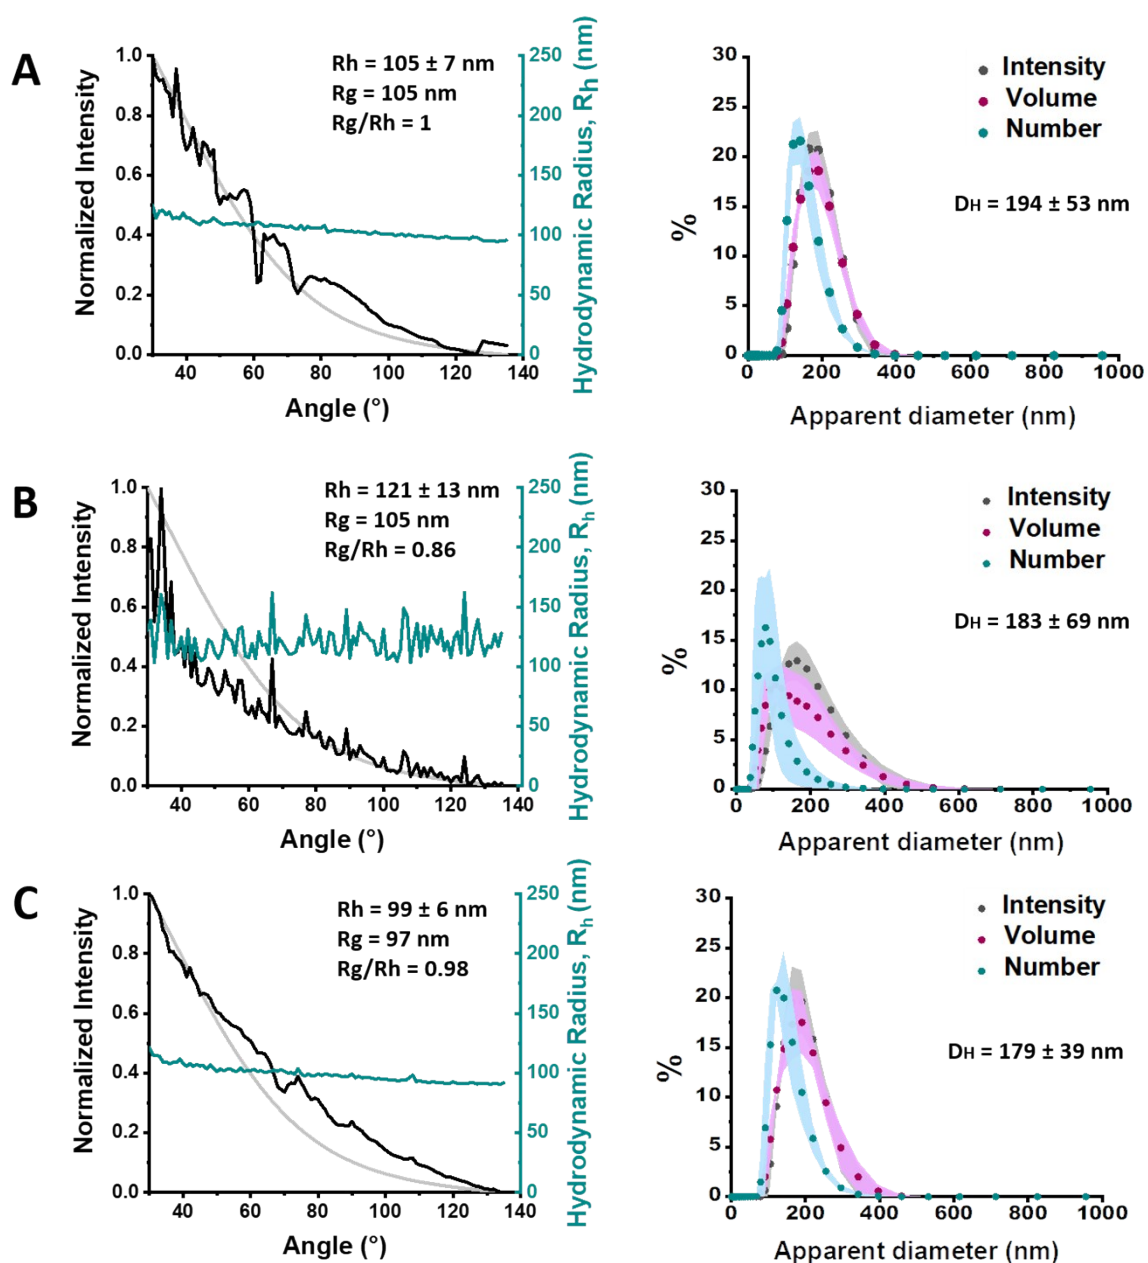 A
Normalized Intensity
1.0
0.8
0.6
0.4
0.2
0.0
40 60 80 100 120 140
Angle (°)
Rh = 105 ± 7 nm
Rg = 105 nm
Rg/Rh = 1
250
200
150
100
50
0
Hydrodynamic Radius, Rₕ (nm)
%
30
25
20
15
10
5
0
0 200 400 600 800 1000
Apparent diameter (nm)
Intensity
Volume
Number
Dʜ = 194 ± 53 nm
B
Normalized Intensity
1.0
0.8
0.6
0.4
0.2
0.0
40 60 80 100 120 140
Angle (°)
Rh = 121 ± 13 nm
Rg = 105 nm
Rg/Rh = 0.86
250
200
150
100
50
0
Hydrodynamic Radius, Rₕ (nm)
%
30
25
20
15
10
5
0
0 200 400 600 800 1000
Apparent diameter (nm)
Intensity
Volume
Number
Dʜ = 183 ± 69 nm
C
Normalized Intensity
1.0
0.8
0.6
0.4
0.2
0.0
40 60 80 100 120 140
Angle (°)
Rh = 99 ± 6 nm
Rg = 97 nm
Rg/Rh = 0.98
250
200
150
100
50
0
Hydrodynamic Radius, Rₕ (nm)
%
30
25
20
15
10
5
0
0 200 400 600 800 1000
Apparent diameter (nm)
Intensity
Volume
Number
Dʜ = 179 ± 39 nm